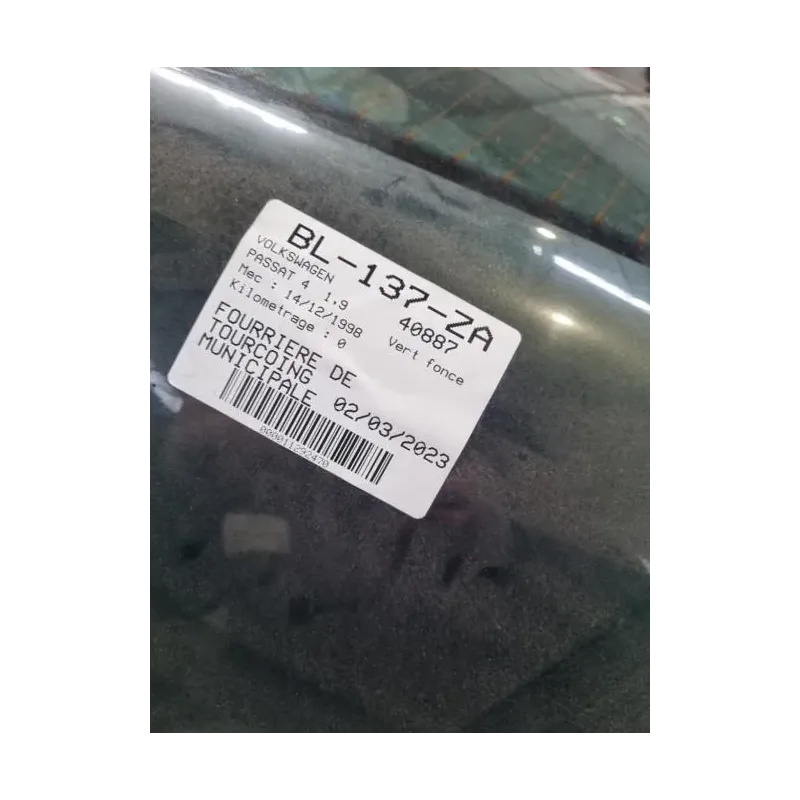 BL-137-ZA
VOLKSWAGEN
PASSAT 4 1,9 40887
Mec : 14/12/1998 Vert fonce
Kilometrage : 0
FOURRIERE DE
TOURCOING
MUNICIPALE 02/03/2023
000011292470